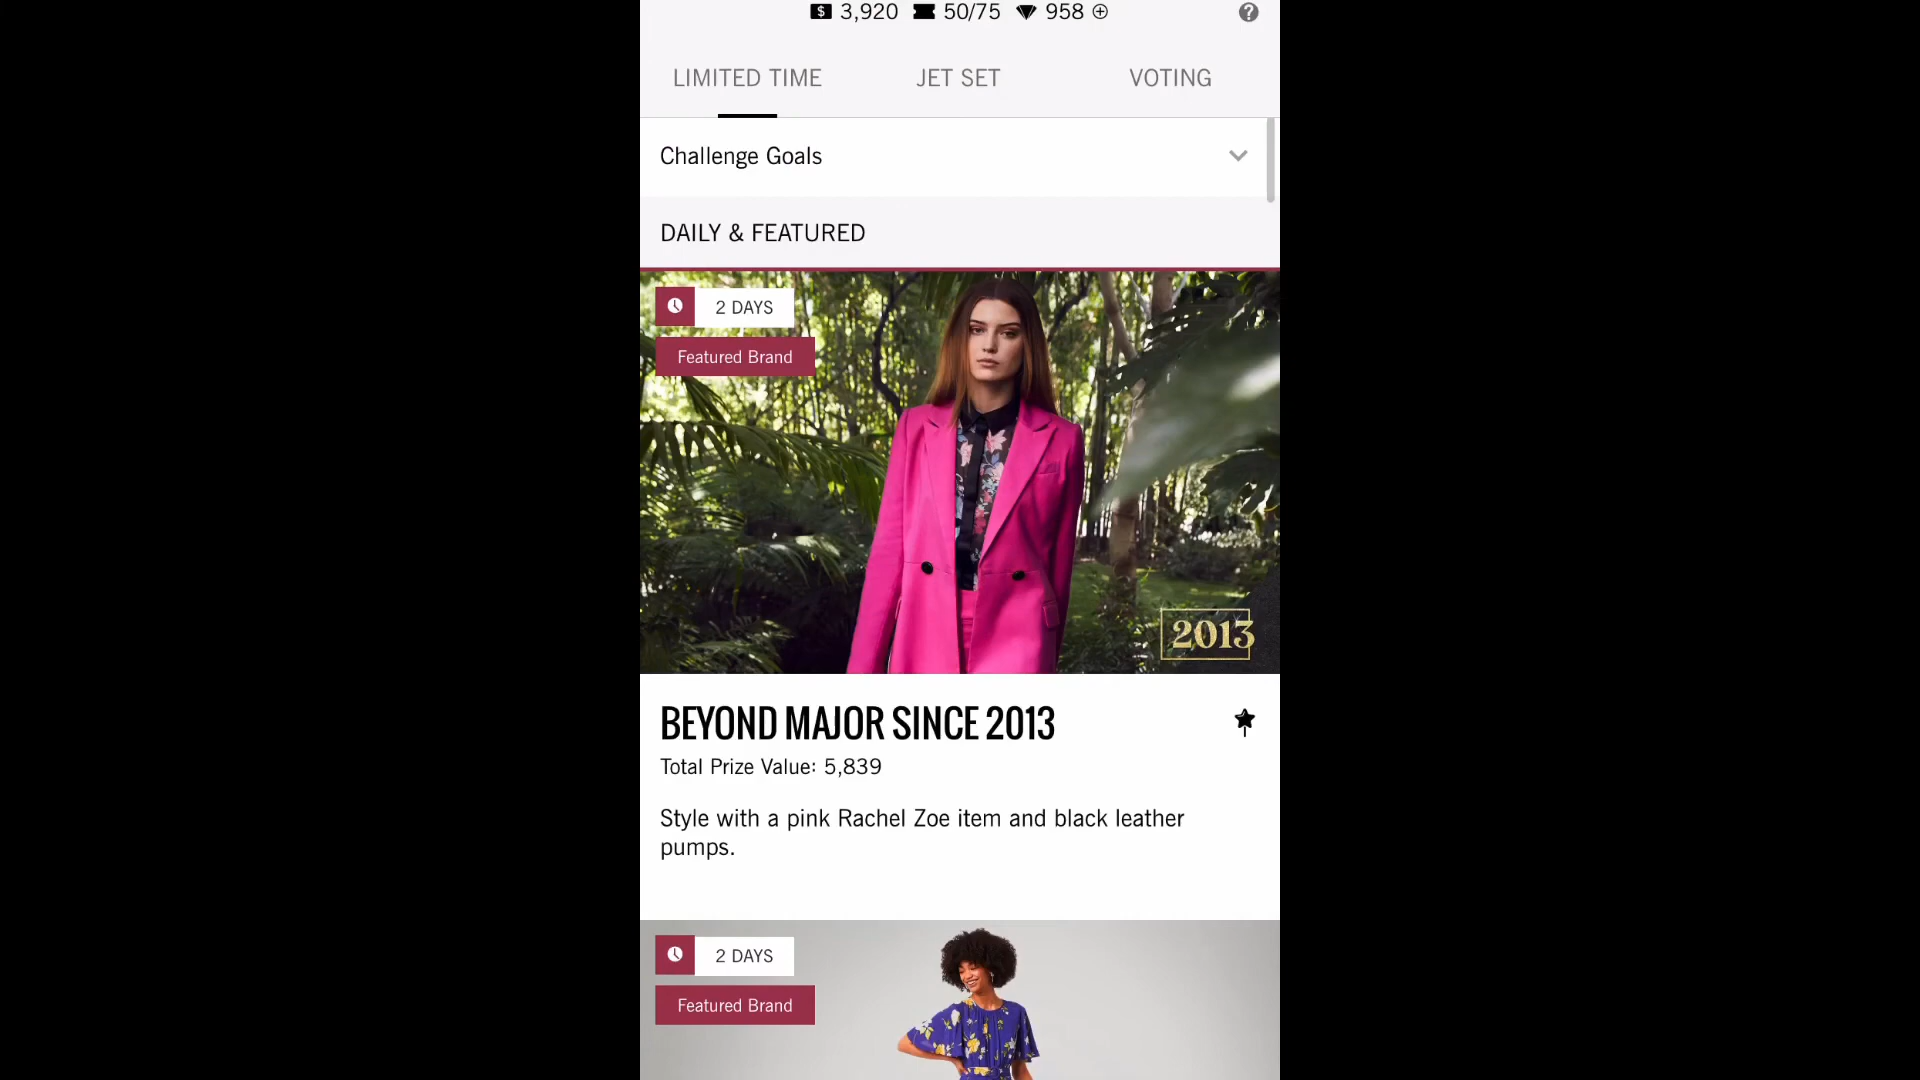 $ 3,920 50/75 958
LIMITED TIME JET SET VOTING
Challenge Goals
DAILY & FEATURED
2 DAYS
Featured Brand
2013
BEYOND MAJOR SINCE 2013
Total Prize Value: 5,839
Style with a pink Rachel Zoe item and black leather
pumps.
2 DAYS
Featured Brand